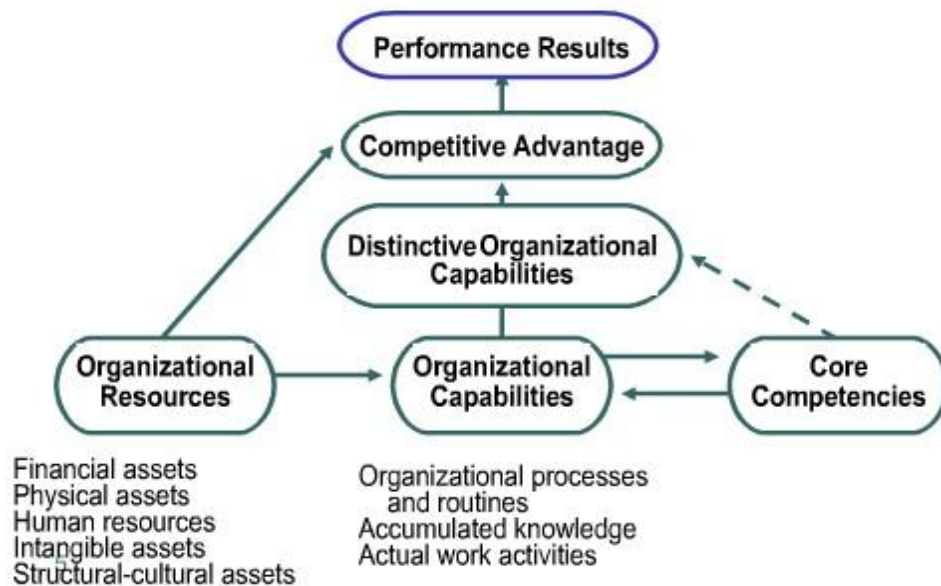 Performance Results
Competitive Advantage
Distinctive Organizational
Capabilities
Organizational
Resources
Organizational
Capabilities
Core
Competencies
Financial assets
Physical assets
Human resources
Intangible assets
Structural-cultural assets
Organizational processes
and routines
Accumulated knowledge
Actual work activities